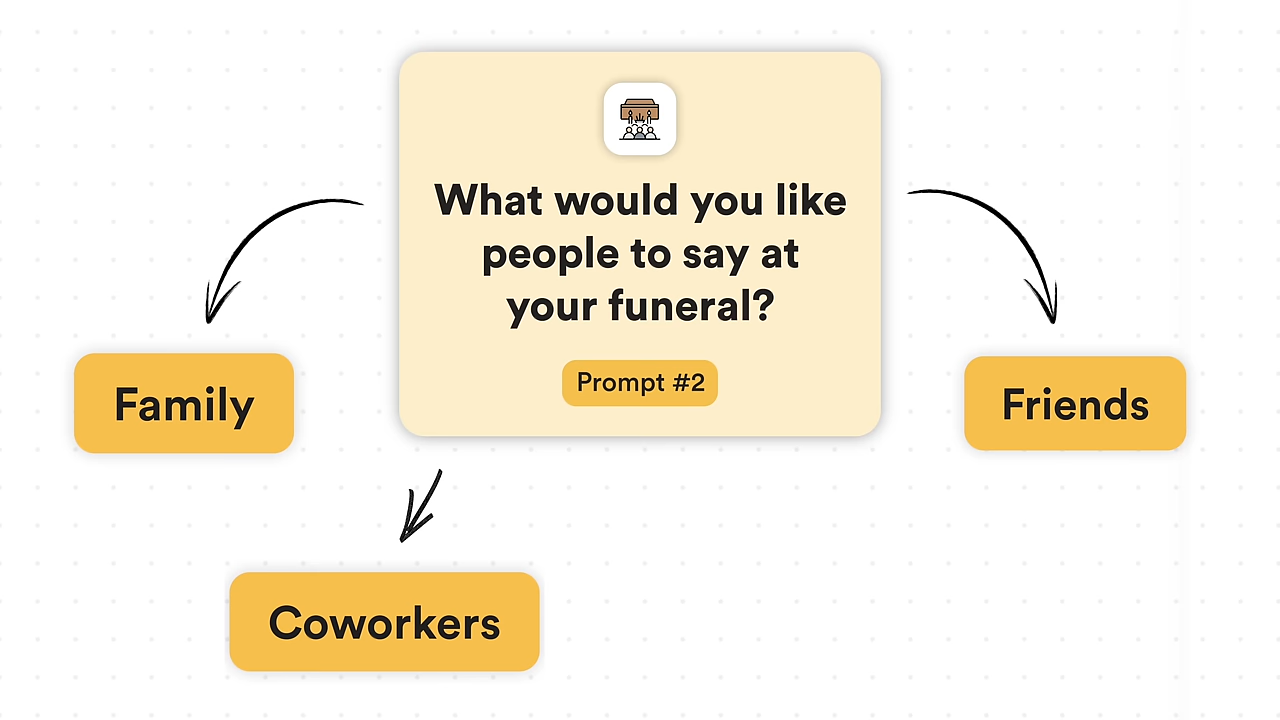 What would you like
people to say at
your funeral?
Prompt #2
Family
Friends
Coworkers